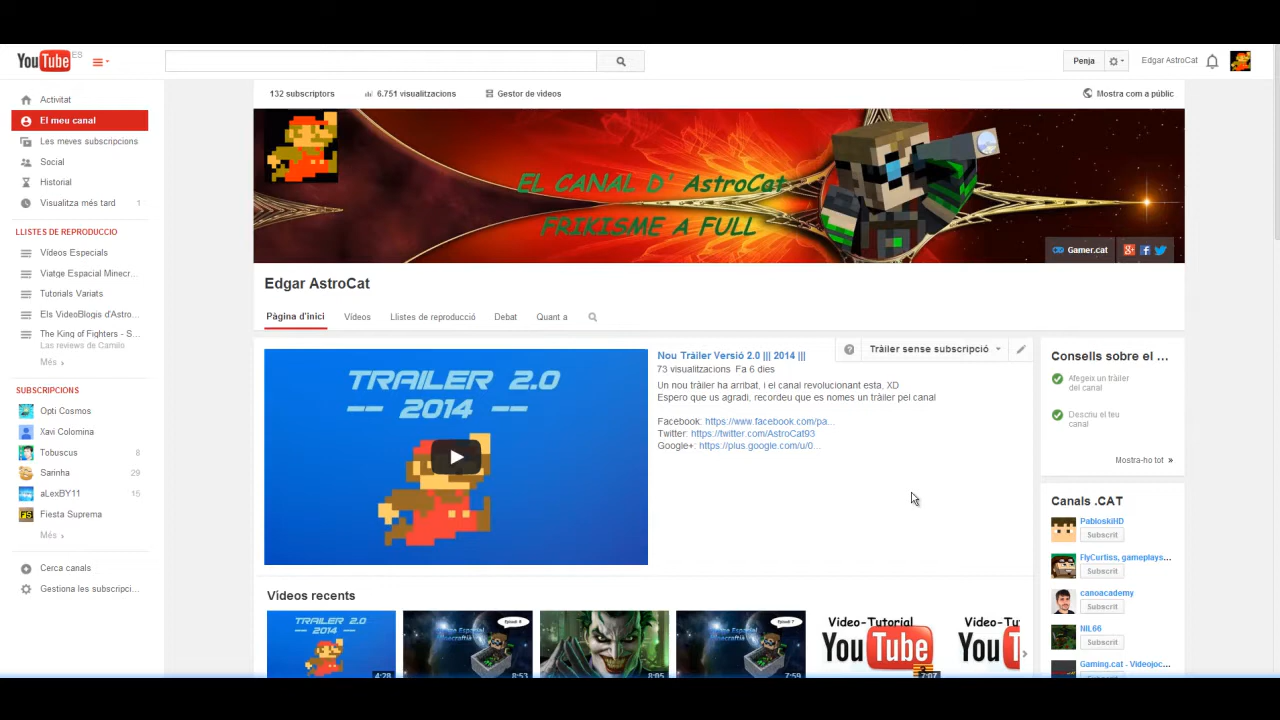 YouTube ES
Penja
Edgar AstroCat
Activitat
El meu canal
Les meves subscripcions
Social
Historial
Visualitza més tard 1
LLISTES DE REPRODUCCIÓ
Vídeos Especials
Viatge Espacial Minecr...
Tutorials Variats
Els VideoBlogis d'Astro...
The King of Fighters - S...
Las reviews de Camilo
Més ›
SUBSCRIPCIONS
Opti Cosmos
Xavi Colomina
Tobuscus 8
Sarinha 29
aLexBY11 15
Fiesta Suprema
Més ›
Cerca canals
Gestiona les subscripci...
132 subscriptors
6.751 visualitzacions
Gestor de vídeos
Mostra com a públic
EL CANAL D' AstroCat
FRIKISME A FULL
Gamer.cat
Edgar AstroCat
Pàgina d'inici Vídeos Llistes de reproducció Debat Quant a
TRAILER 2.0
-- 2014 --
Nou Tràiler Versió 2.0 ||| 2014 |||
Tràiler sense subscripció
73 visualitzacions Fa 6 dies
Un nou tràiler ha arribat, i el canal revolucionant esta, XD
Espero que us agradi, recordeu que es nomes un tràiler pel canal
Facebook: https://www.facebook.com/pa...
Twitter: https://twitter.com/AstroCat93
Google+: https://plus.google.com/u/0...
Vídeos recents
TRAILER 2.0
-- 2014 --
4:28
8:53
8:05
7:59
Video-Tutorial
YouTube
7:07
Video-Tu
YouT
Consells sobre el ...
Afegeix un tràiler
del canal
Descriu el teu
canal
Mostra-ho tot »
Canals .CAT
PabloskiHD
Subscrit
FlyCurtiss, gameplays...
Subscrit
canoacademy
Subscrit
NIL66
Subscrit
Gaming.cat - Videojoc...